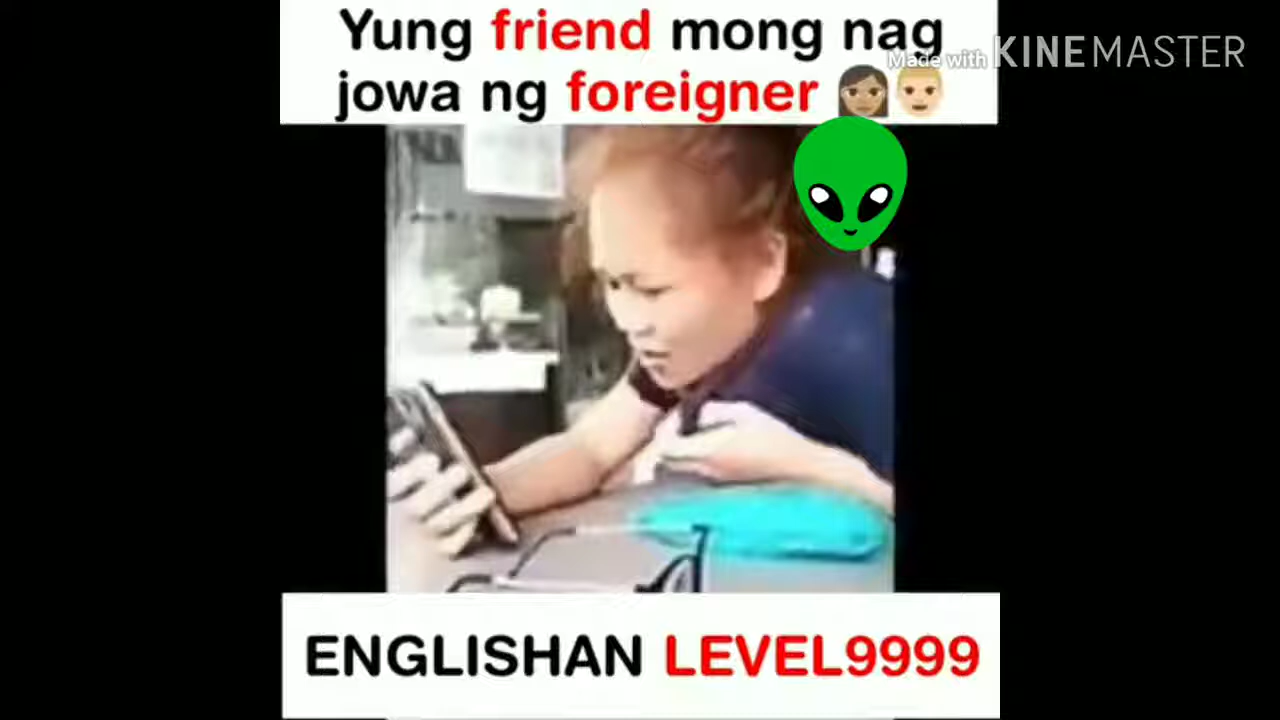 Yung friend mong nag
Made with KINEMASTER
jowa ng foreigner
ENGLISHAN LEVEL9999